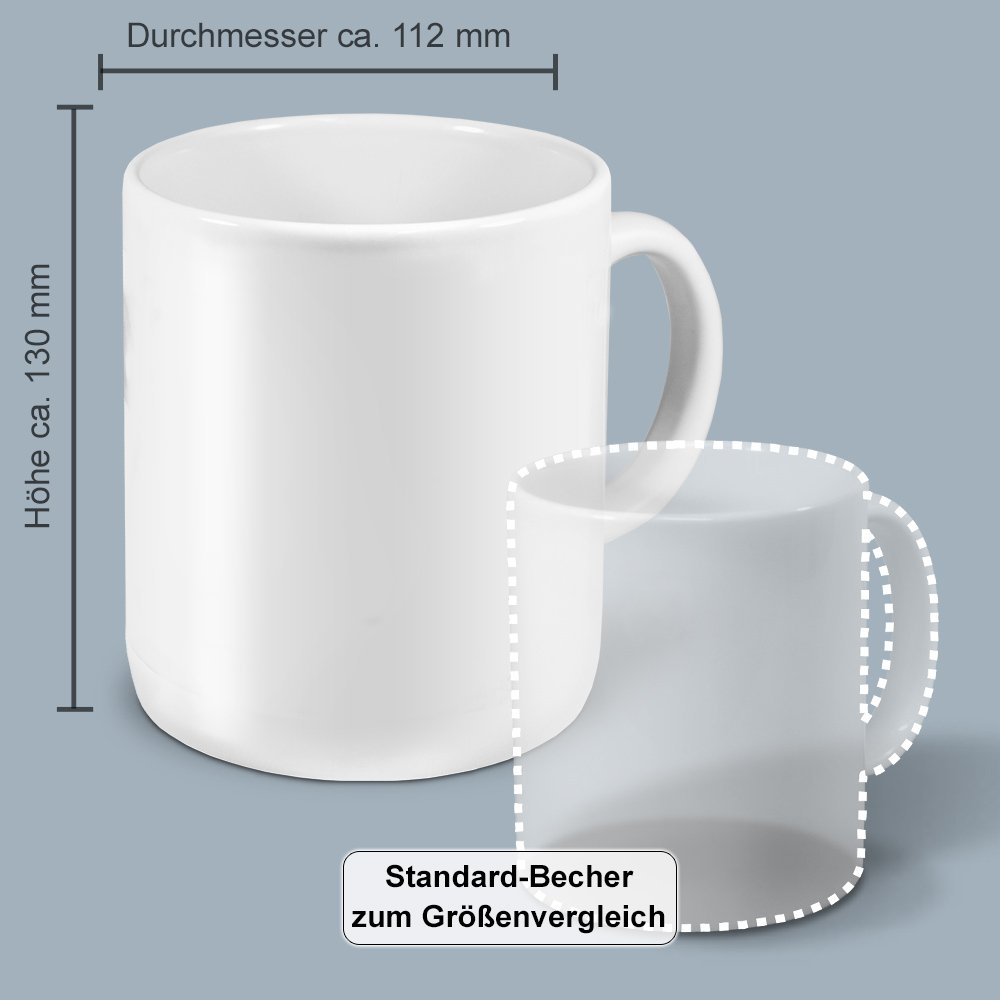 Durchmesser ca. 112 mm
Höhe ca. 130 mm
Standard-Becher
zum Größenvergleich